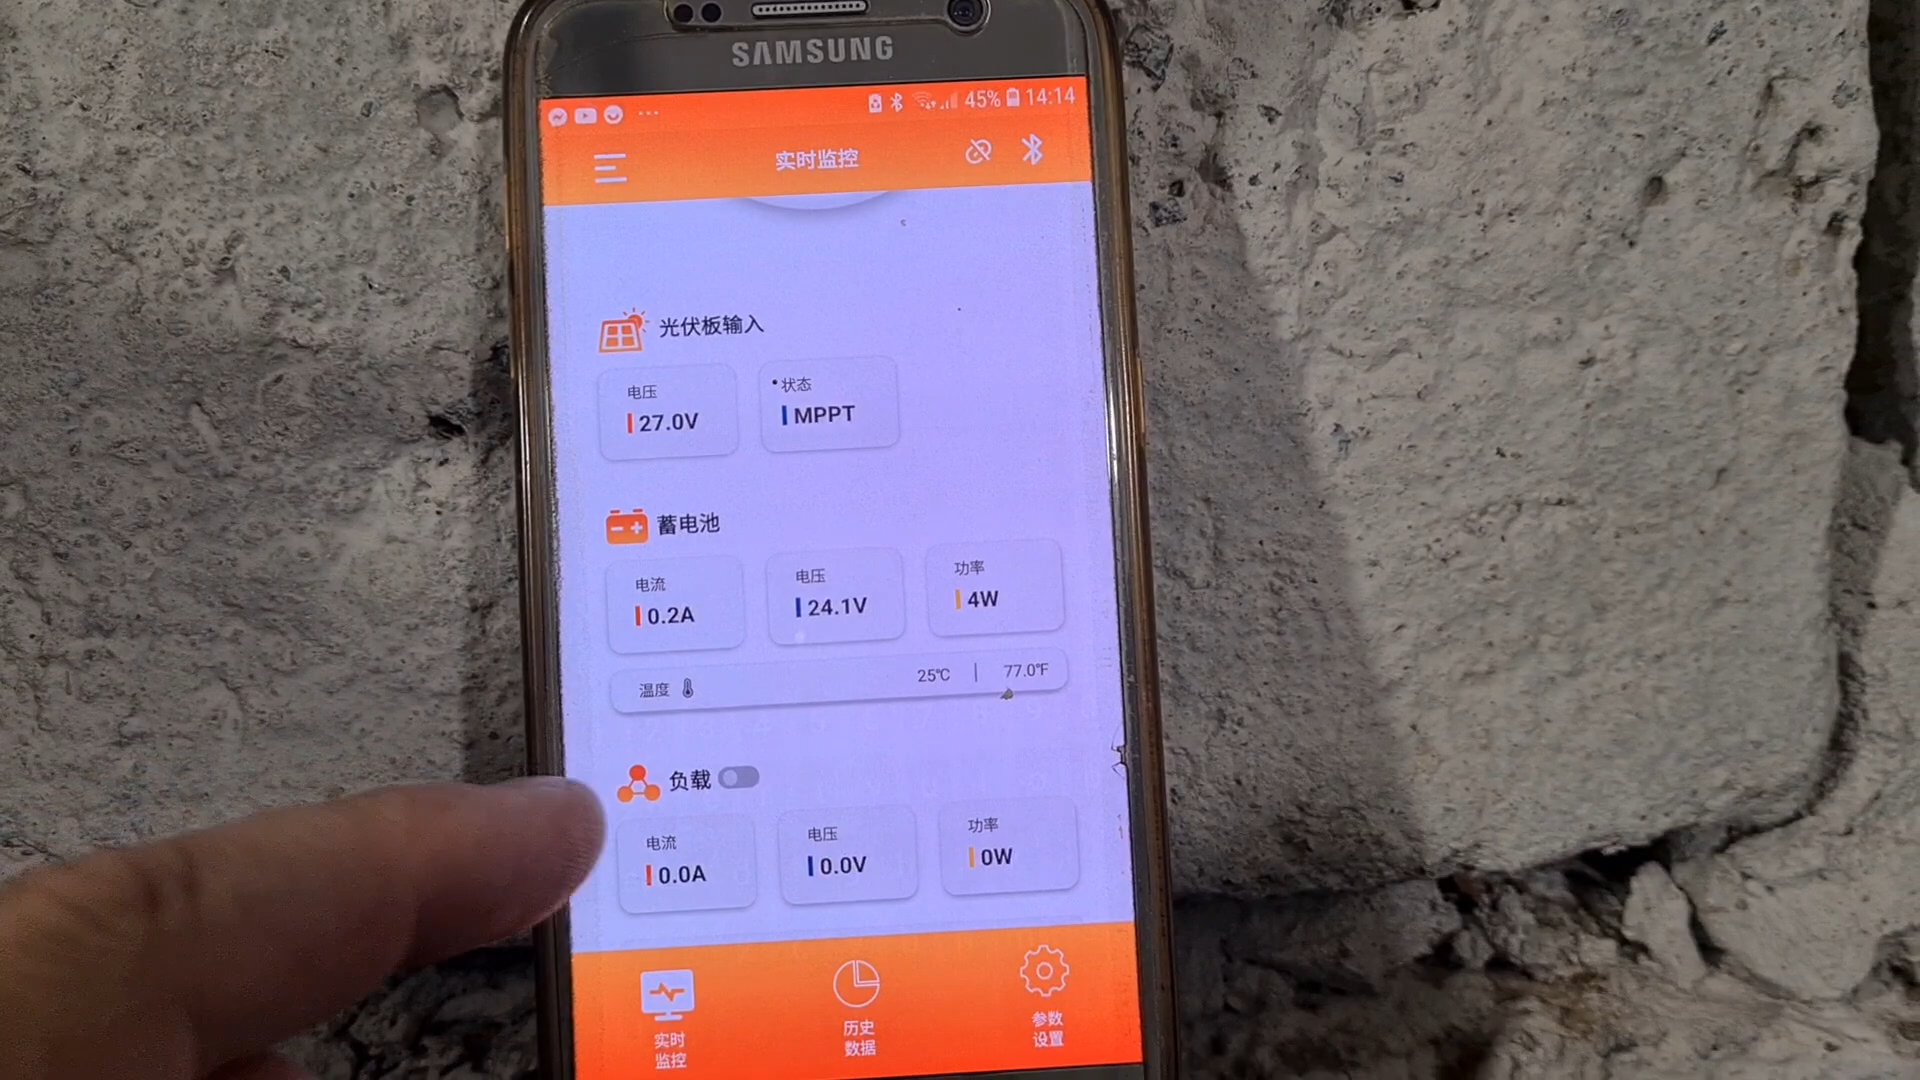 SAMSUNG
45% 14:14
实时监控
光伏板输入
电压
27.0V
状态
MPPT
蓄电池
电流
0.2A
电压
24.1V
功率
4W
温度 25℃ | 77.0℉
负载
电流
0.0A
电压
0.0V
功率
0W
实时
监控
历史
数据
参数
设置